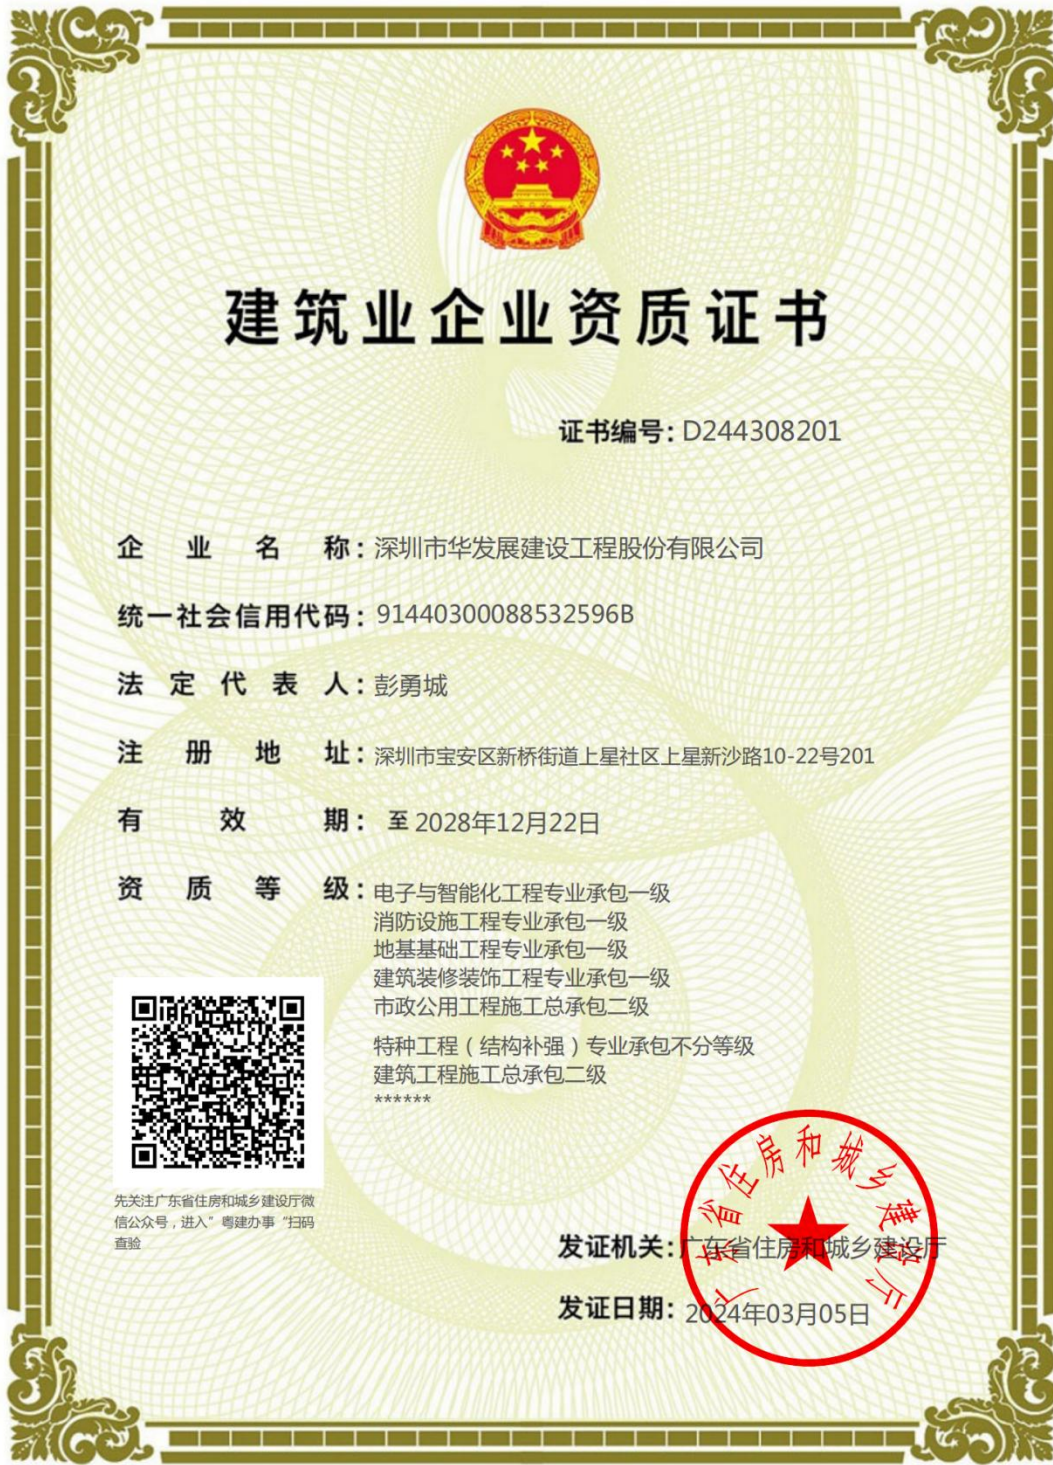 建筑业企业资质证书
证书编号：D244308201
企业名称：深圳市华发展建设工程股份有限公司
统一社会信用代码：91440300088532596B
法定代表人：彭勇城
注册地址：深圳市宝安区新桥街道上星社区上星新沙路10-22号201
有效期：至 2028年12月22日
资质等级：电子与智能化工程专业承包一级
消防设施工程专业承包一级
地基基础工程专业承包一级
建筑装修装饰工程专业承包一级
市政公用工程施工总承包二级
特种工程（结构补强）专业承包不分等级
建筑工程施工总承包二级
******
先关注广东省住房和城乡建设厅微
信公众号，进入”粤建办事“扫码
查验
发证机关：广东省住房和城乡建设厅
发证日期：2024年03月05日
广东省住房和城乡建设厅